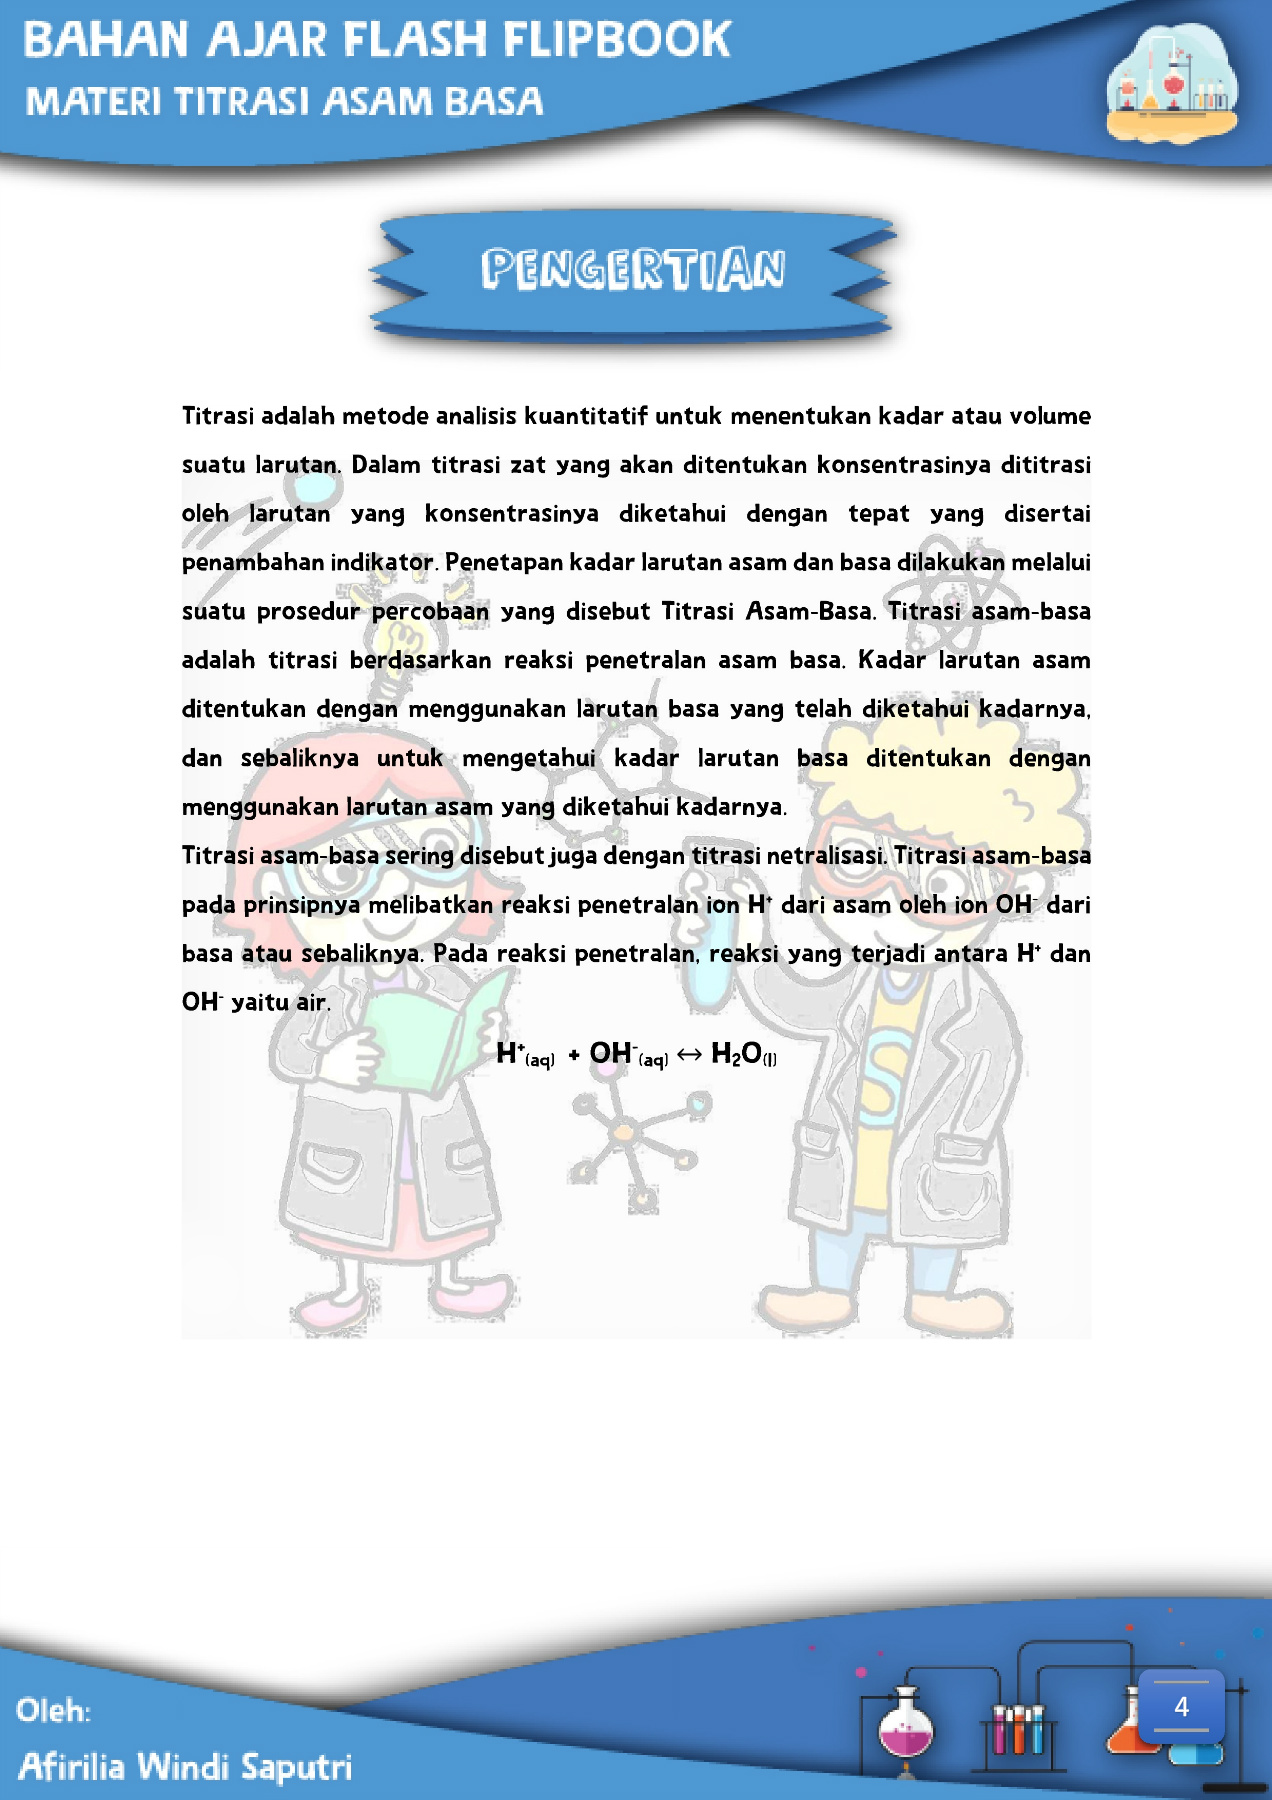 BAHAN AJAR FLASH FLIPBOOK
MATERI TITRASI ASAM BASA
PENGERTIAN
Titrasi adalah metode analisis kuantitatif untuk menentukan kadar atau volume
suatu larutan. Dalam titrasi zat yang akan ditentukan konsentrasinya dititrasi
oleh larutan yang konsentrasinya diketahui dengan tepat yang disertai
penambahan indikator. Penetapan kadar larutan asam dan basa dilakukan melalui
suatu prosedur percobaan yang disebut Titrasi Asam-Basa. Titrasi asam-basa
adalah titrasi berdasarkan reaksi penetralan asam basa. Kadar larutan asam
ditentukan dengan menggunakan larutan basa yang telah diketahui kadarnya,
dan sebaliknya untuk mengetahui kadar larutan basa ditentukan dengan
menggunakan larutan asam yang diketahui kadarnya.
Titrasi asam-basa sering disebut juga dengan titrasi netralisasi. Titrasi asam-basa
pada prinsipnya melibatkan reaksi penetralan ion H⁺ dari asam oleh ion OH⁻ dari
basa atau sebaliknya. Pada reaksi penetralan, reaksi yang terjadi antara H⁺ dan
OH⁻ yaitu air.
H⁺(aq) + OH⁻(aq) ↔ H₂O(l)
S
4
Oleh:
Afirilia Windi Saputri